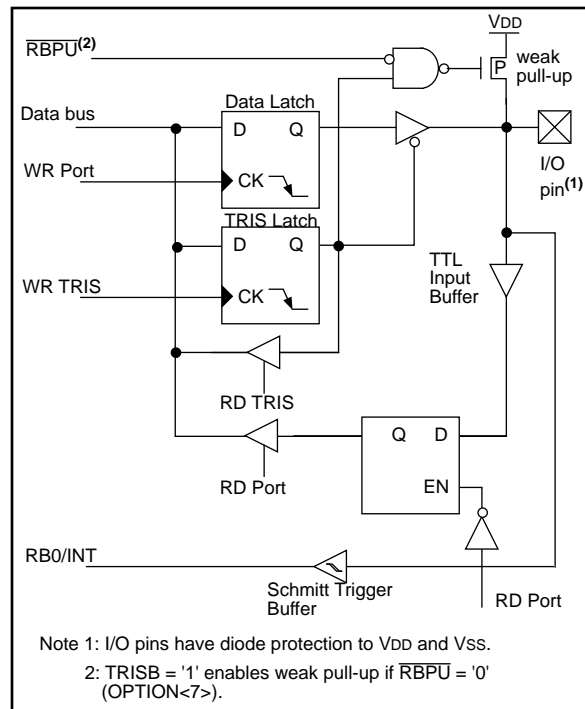 VDD
RBPU(2)
P
weak
pull-up
Data bus
Data Latch
D Q
I/O
pin(1)
WR Port
CK
TRIS Latch
D Q
TTL
Input
Buffer
WR TRIS
CK
RD TRIS
Q D
RD Port
EN
RB0/INT
Schmitt Trigger
Buffer
RD Port
Note 1: I/O pins have diode protection to VDD and VSS.
2: TRISB = '1' enables weak pull-up if RBPU = '0'
(OPTION<7>).